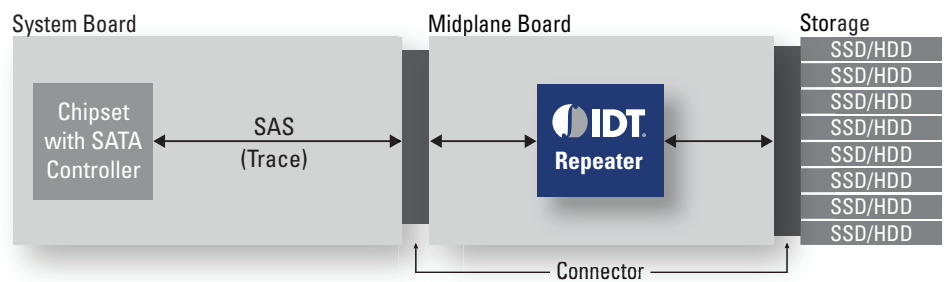 System Board
Midplane Board
Storage
Chipset
with SATA
Controller
SAS
(Trace)
IDT.
Repeater
SSD/HDD
SSD/HDD
SSD/HDD
SSD/HDD
SSD/HDD
SSD/HDD
SSD/HDD
SSD/HDD
Connector